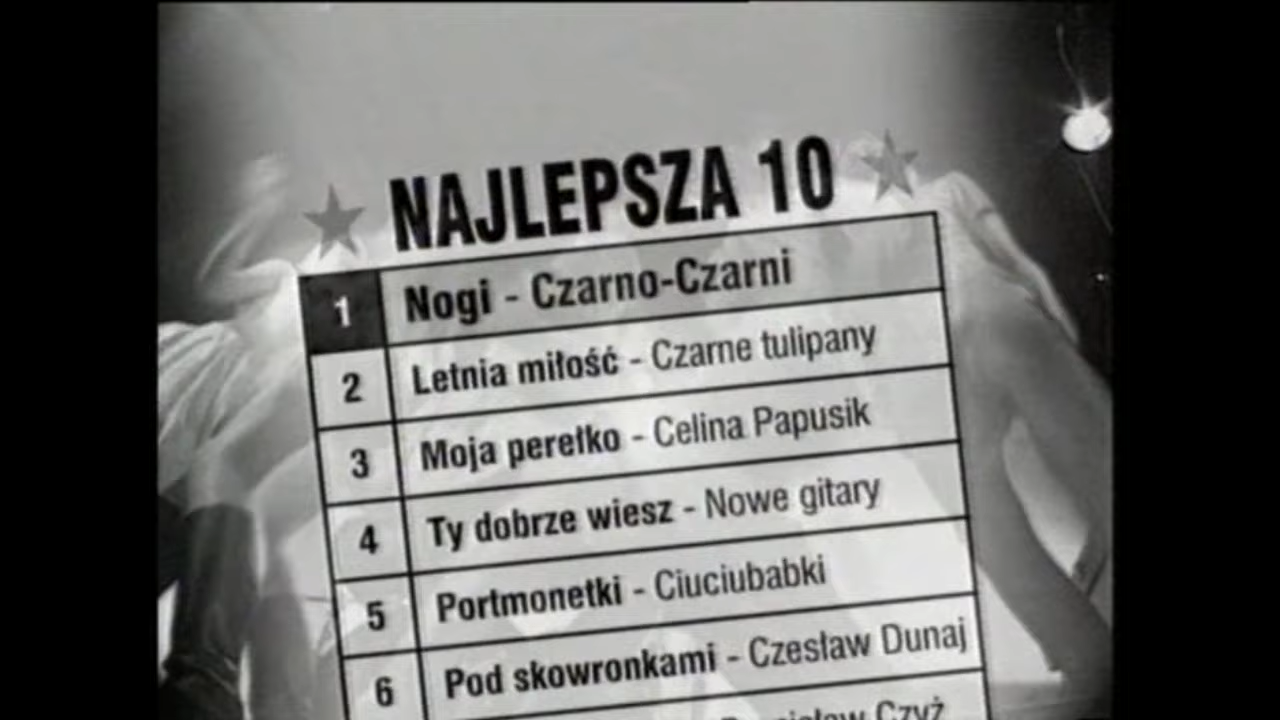 NAJLEPSZA 10
1 Nogi - Czarno-Czarni
2 Letnia miłość - Czarne tulipany
3 Moja perełko - Celina Papusik
4 Ty dobrze wiesz - Nowe gitary
5 Portmonetki - Ciuciubabki
6 Pod skowronkami - Czesław Dunaj
Czyż